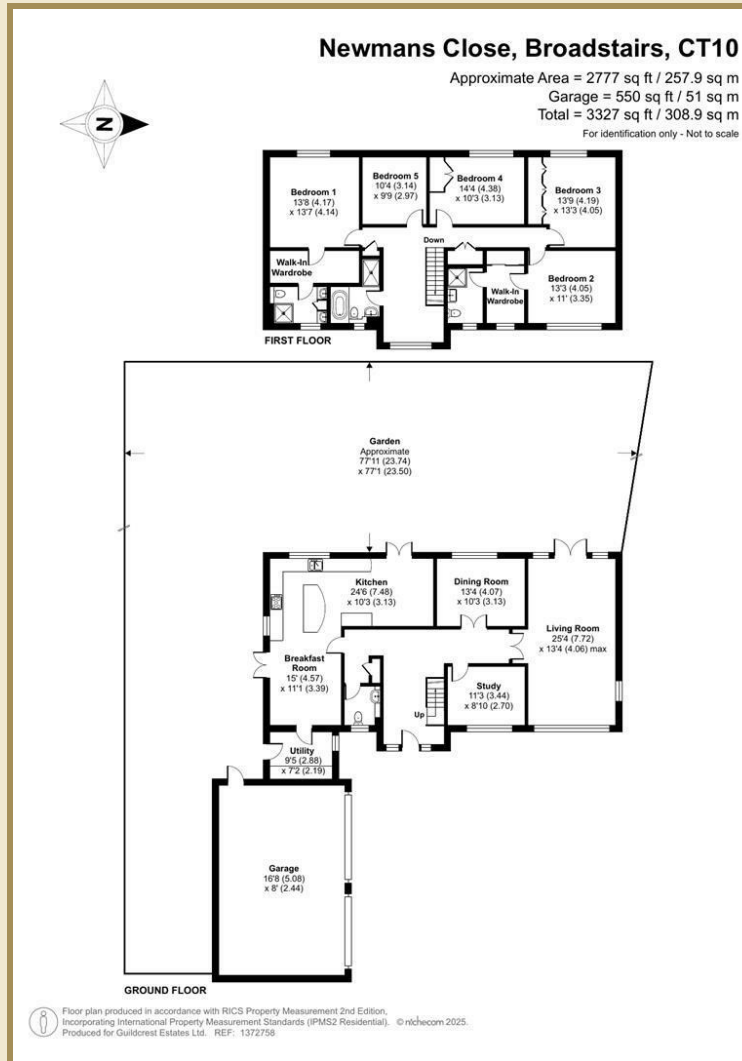 Newmans Close, Broadstairs, CT10
Approximate Area = 2777 sq ft / 257.9 sq m
Garage = 550 sq ft / 51 sq m
Total = 3327 sq ft / 308.9 sq m
For identification only - Not to scale
N
Bedroom 1
13'8 (4.17)
x 13'7 (4.14)
Bedroom 5
10'4 (3.14)
x 9'9 (2.97)
Bedroom 4
14'4 (4.38)
x 10'3 (3.13)
Bedroom 3
13'9 (4.19)
x 13'3 (4.05)
Down
Walk-In
Wardrobe
Walk-In
Wardrobe
Bedroom 2
13'3 (4.05)
x 11' (3.35)
FIRST FLOOR
Garden
Approximate
77'11 (23.74)
x 77'1 (23.50)
Kitchen
24'6 (7.48)
x 10'3 (3.13)
Dining Room
13'4 (4.07)
x 10'3 (3.13)
Living Room
25'4 (7.72)
x 13'4 (4.06) max
Breakfast
Room
15' (4.57)
x 11'1 (3.39)
Study
11'3 (3.44)
x 8'10 (2.70)
Up
Utility
9'5 (2.88)
x 7'2 (2.19)
Garage
16'8 (5.08)
x 8' (2.44)
GROUND FLOOR
Floor plan produced in accordance with RICS Property Measurement 2nd Edition,
Incorporating International Property Measurement Standards (IPMS2 Residential). © nichecom 2025.
Produced for Guildcrest Estates Ltd. REF: 1372758